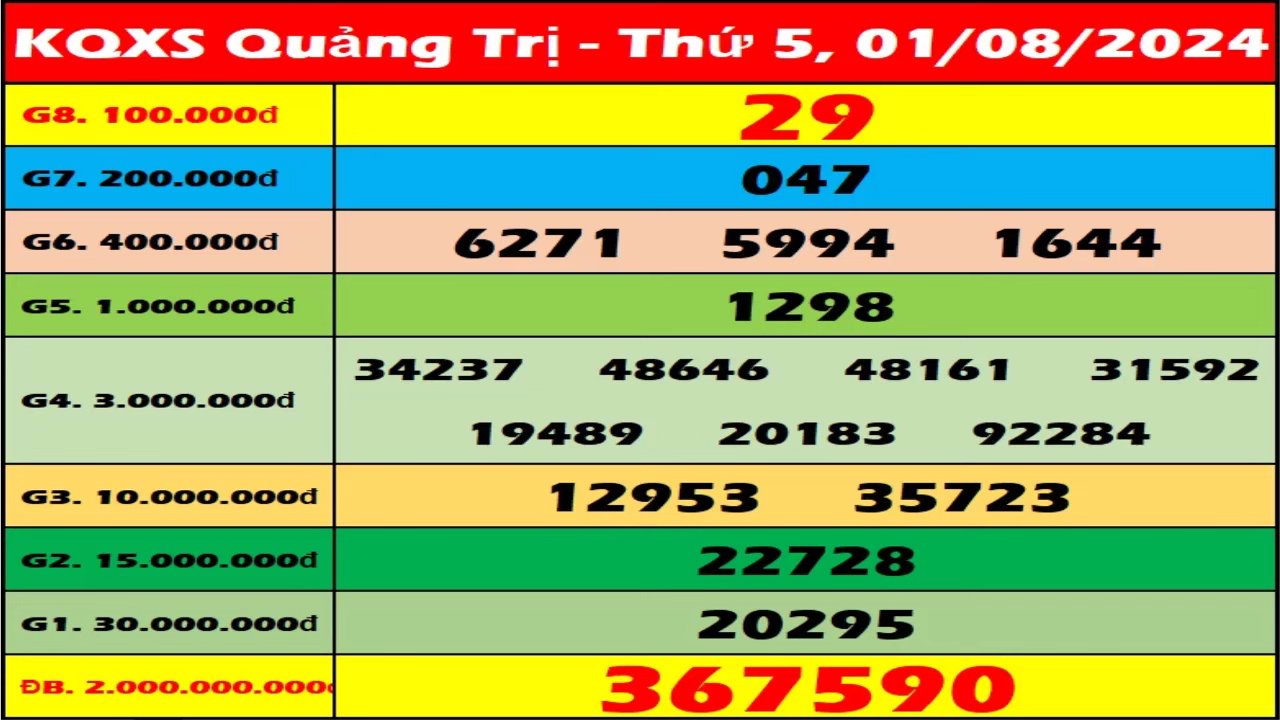 KQXS Quảng Trị - Thứ 5, 01/08/2024
G8. 100.000đ 29
G7. 200.000đ 047
G6. 400.000đ 6271 5994 1644
G5. 1.000.000đ 1298
G4. 3.000.000đ
34237 48646 48161 31592
19489 20183 92284
G3. 10.000.000đ 12953 35723
G2. 15.000.000đ 22728
G1. 30.000.000đ 20295
ĐB. 2.000.000.000đ 367590